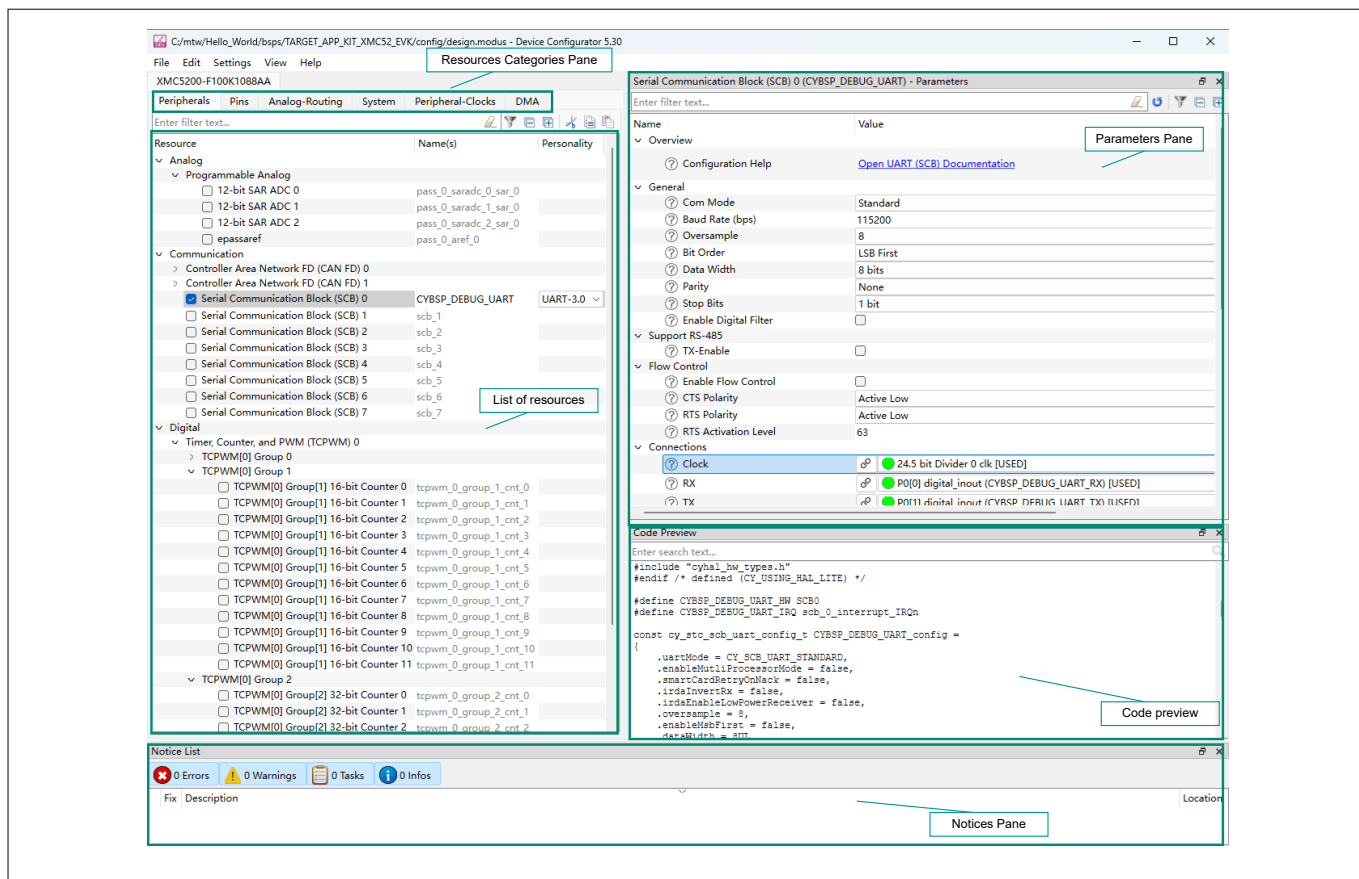 C:/mtw/Hello_World/bsps/TARGET_APP_KIT_XMC52_EVK/config/design.modus - Device Configurator 5.30
File Edit Settings View Help
Resources Categories Pane
XMC5200-F100K1088AA
Peripherals Pins Analog-Routing System Peripheral-Clocks DMA
Enter filter text...
Resource Name(s) Personality
Analog
Programmable Analog
12-bit SAR ADC 0 pass_0_saradc_0_sar_0
12-bit SAR ADC 1 pass_0_saradc_1_sar_0
12-bit SAR ADC 2 pass_0_saradc_2_sar_0
epassaref pass_0_aref_0
Communication
Controller Area Network FD (CAN FD) 0
Controller Area Network FD (CAN FD) 1
Serial Communication Block (SCB) 0 CYBSP_DEBUG_UART UART-3.0
Serial Communication Block (SCB) 1 scb_1
Serial Communication Block (SCB) 2 scb_2
Serial Communication Block (SCB) 3 scb_3
Serial Communication Block (SCB) 4 scb_4
Serial Communication Block (SCB) 5 scb_5
Serial Communication Block (SCB) 6 scb_6
Serial Communication Block (SCB) 7 scb_7
List of resources
Digital
Timer, Counter, and PWM (TCPWM) 0
TCPWM[0] Group 0
TCPWM[0] Group 1
TCPWM[0] Group[1] 16-bit Counter 0 tcpwm_0_group_1_cnt_0
TCPWM[0] Group[1] 16-bit Counter 1 tcpwm_0_group_1_cnt_1
TCPWM[0] Group[1] 16-bit Counter 2 tcpwm_0_group_1_cnt_2
TCPWM[0] Group[1] 16-bit Counter 3 tcpwm_0_group_1_cnt_3
TCPWM[0] Group[1] 16-bit Counter 4 tcpwm_0_group_1_cnt_4
TCPWM[0] Group[1] 16-bit Counter 5 tcpwm_0_group_1_cnt_5
TCPWM[0] Group[1] 16-bit Counter 6 tcpwm_0_group_1_cnt_6
TCPWM[0] Group[1] 16-bit Counter 7 tcpwm_0_group_1_cnt_7
TCPWM[0] Group[1] 16-bit Counter 8 tcpwm_0_group_1_cnt_8
TCPWM[0] Group[1] 16-bit Counter 9 tcpwm_0_group_1_cnt_9
TCPWM[0] Group[1] 16-bit Counter 10 tcpwm_0_group_1_cnt_10
TCPWM[0] Group[1] 16-bit Counter 11 tcpwm_0_group_1_cnt_11
TCPWM[0] Group 2
TCPWM[0] Group[2] 32-bit Counter 0 tcpwm_0_group_2_cnt_0
TCPWM[0] Group[2] 32-bit Counter 1 tcpwm_0_group_2_cnt_1
TCPWM[0] Group[2] 32-bit Counter 2 tcpwm_0_group_2_cnt_2
Serial Communication Block (SCB) 0 (CYBSP_DEBUG_UART) - Parameters
Enter filter text...
Name Value
Parameters Pane
Overview
Configuration Help Open UART (SCB) Documentation
General
Com Mode Standard
Baud Rate (bps) 115200
Oversample 8
Bit Order LSB First
Data Width 8 bits
Parity None
Stop Bits 1 bit
Enable Digital Filter
Support RS-485
TX-Enable
Flow Control
Enable Flow Control
CTS Polarity Active Low
RTS Polarity Active Low
RTS Activation Level 63
Connections
Clock 24.5 bit Divider 0 clk [USED]
RX P0[0] digital_inout (CYBSP_DEBUG_UART_RX) [USED]
TX P0[1] digital_inout (CYBSP_DEBUG_UART_TX) [USED]
Code Preview
Enter search text...
#include "cyhal_hw_types.h"
#endif /* defined (CY_USING_HAL_LITE) */
#define CYBSP_DEBUG_UART_HW SCB0
#define CYBSP_DEBUG_UART_IRQ scb_0_interrupt_IRQn
const cy_stc_scb_uart_config_t CYBSP_DEBUG_UART_config =
{
.uartMode = CY_SCB_UART_STANDARD,
.enableMutliProcessorMode = false,
.smartCardRetryOnNack = false,
.irdaInvertRx = false,
.irdaEnableLowPowerReceiver = false,
.oversample = 8,
.enableMsbFirst = false,
.dataWidth = 8UL,
Code preview
Notice List
0 Errors 0 Warnings 0 Tasks 0 Infos
Fix Description Location
Notices Pane